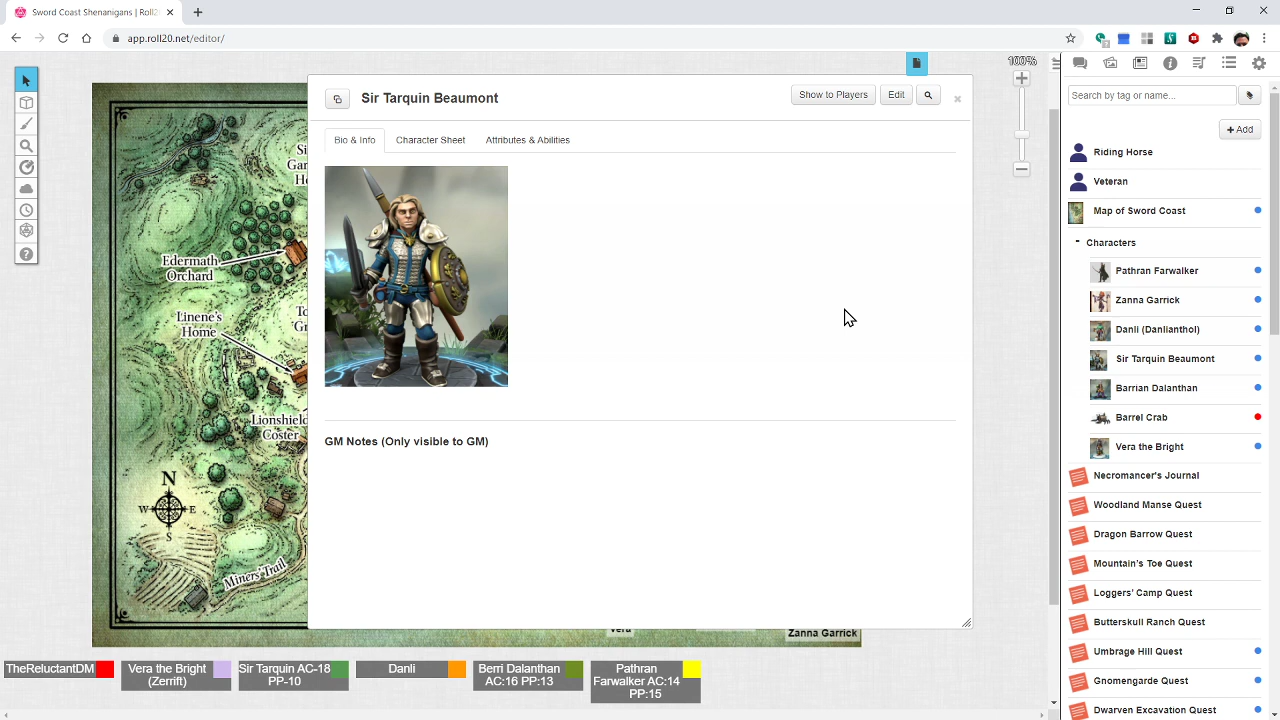 Sword Coast Shenanigans | Roll2
app.roll20.net/editor/
100%
Sir Tarquin Beaumont
Show to Players
Edit
Bio & Info
Character Sheet
Attributes & Abilities
GM Notes (Only visible to GM)
Edermath
Orchard
Linene's
Home
Lionshield
Coster
N
W
E
S
Miners' Trail
Vera
Zanna Garrick
TheReluctantDM
Vera the Bright
(Zerrift)
Sir Tarquin AC-18
PP-10
Danli
Berri Dalanthan
AC:16 PP:13
Pathran
Farwalker AC:14
PP:15
Search by tag or name...
+ Add
Riding Horse
Veteran
Map of Sword Coast
- Characters
Pathran Farwalker
Zanna Garrick
Danli (Danlianthol)
Sir Tarquin Beaumont
Barrian Dalanthan
Barrel Crab
Vera the Bright
Necromancer's Journal
Woodland Manse Quest
Dragon Barrow Quest
Mountain's Toe Quest
Loggers' Camp Quest
Butterskull Ranch Quest
Umbrage Hill Quest
Gnomengarde Quest
Dwarven Excavation Quest